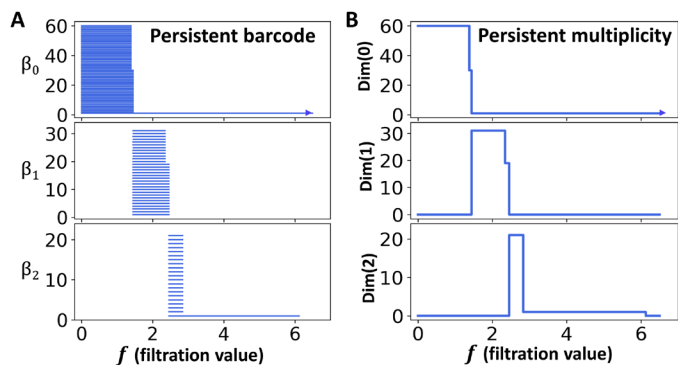 A
Persistent barcode
β0
60
40
20
0
β1
30
20
10
0
β2
20
10
0
0 2 4 6
f (filtration value)
B
Persistent multiplicity
Dim(0)
60
40
20
0
Dim(1)
30
20
10
0
Dim(2)
20
10
0
0 2 4 6
f (filtration value)